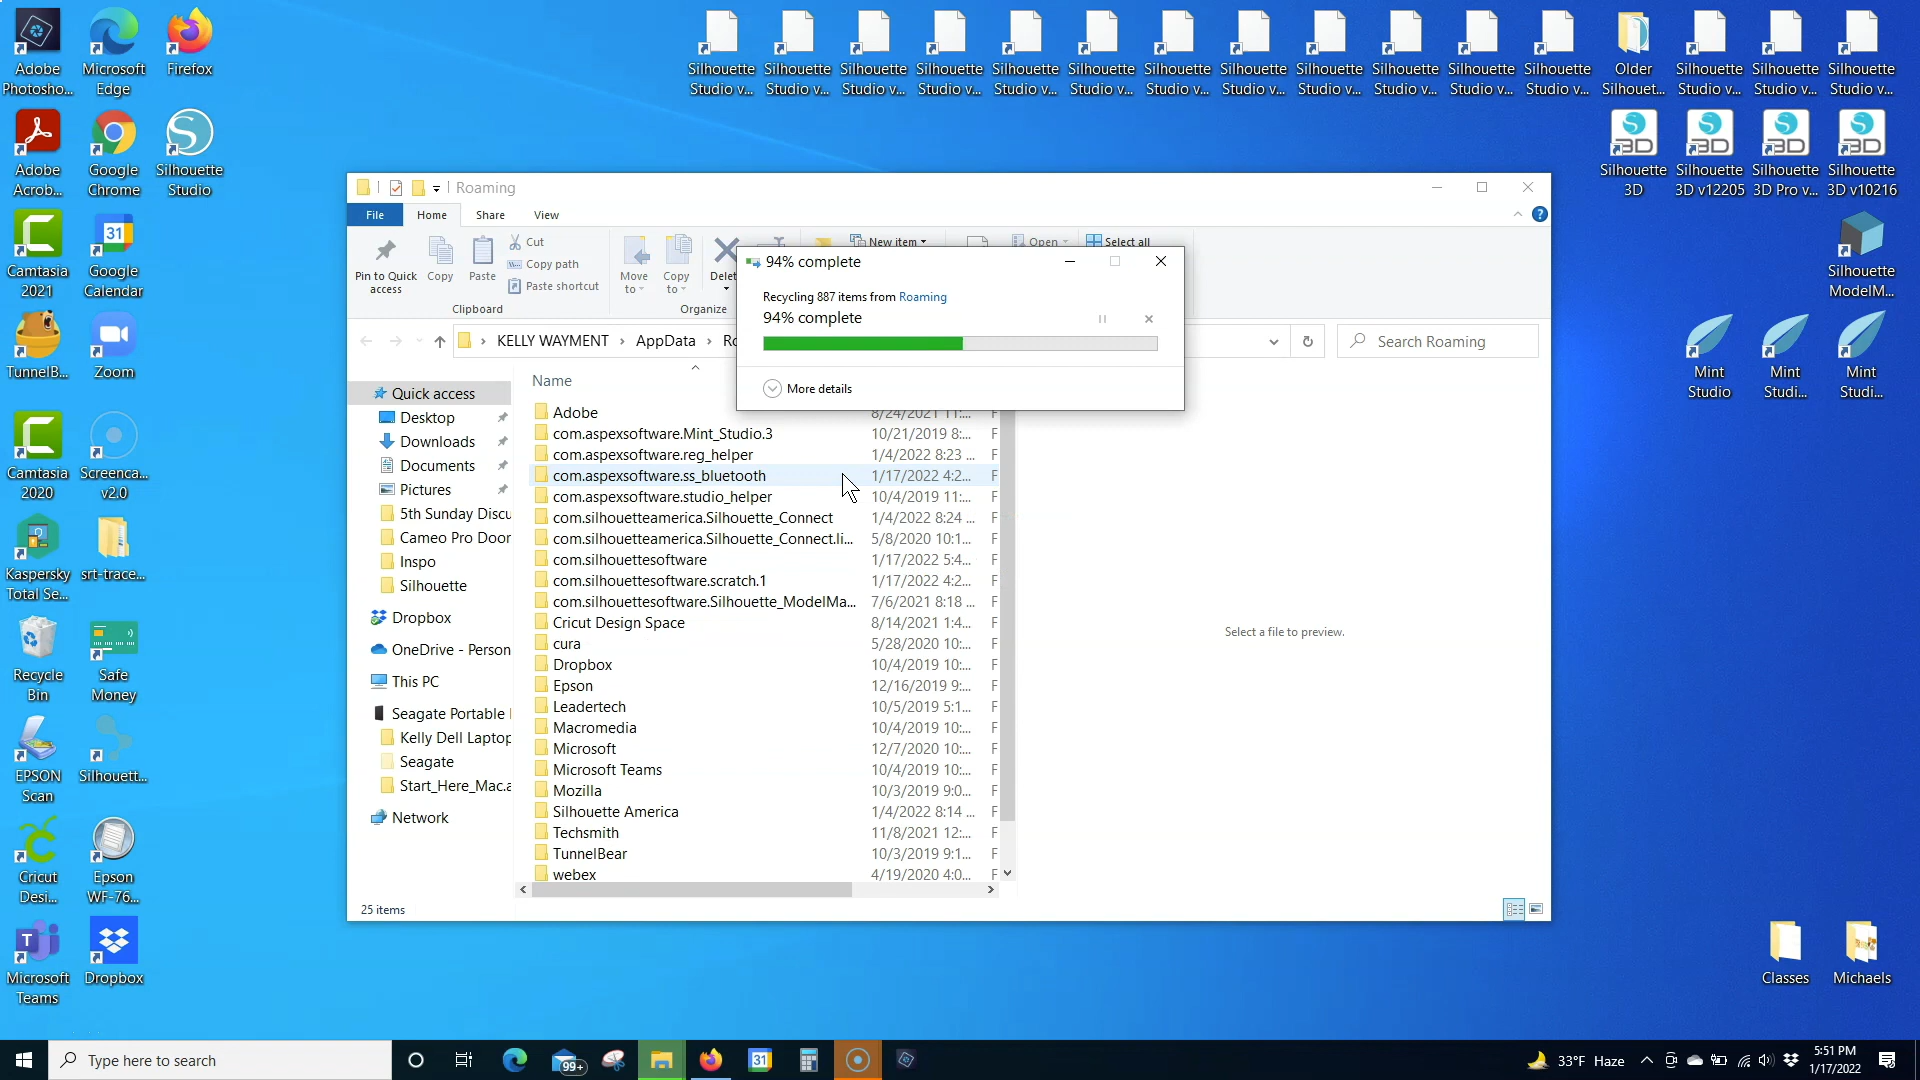 Adobe
Photosho...
Microsoft
Edge
Firefox
Adobe
Acrob...
Google
Chrome
Silhouette
Studio
Camtasia
2021
Google
Calendar
TunnelB...
Zoom
Camtasia
2020
Screenca...
v2.0
Kaspersky
Total Se...
srt-trace...
Recycle
Bin
Safe
Money
EPSON
Scan
Silhouett...
Cricut
Desi...
Epson
WF-76...
Microsoft
Teams
Dropbox
Silhouette
Studio v...
Silhouette
Studio v...
Silhouette
Studio v...
Silhouette
Studio v...
Silhouette
Studio v...
Silhouette
Studio v...
Silhouette
Studio v...
Silhouette
Studio v...
Silhouette
Studio v...
Silhouette
Studio v...
Silhouette
Studio v...
Silhouette
Studio v...
Older
Silhouet...
Silhouette
Studio v...
Silhouette
Studio v...
Silhouette
Studio v...
Silhouette
3D
Silhouette
3D v12205
Silhouette
3D Pro v...
Silhouette
3D v10216
Silhouette
ModelM...
Mint
Studio
Mint
Studi...
Mint
Studi...
Classes
Michaels
Roaming
File Home Share View
Pin to Quick
access
Copy
Paste
Cut
Copy path
Paste shortcut
Clipboard
Move
to
Copy
to
Delet
Organize
New item
Open
Select all
KELLY WAYMENT > AppData > Ro
Search Roaming
94% complete
Recycling 887 items from Roaming
94% complete
More details
Quick access
Desktop
Downloads
Documents
Pictures
5th Sunday Discu
Cameo Pro Door
Inspo
Silhouette
Dropbox
OneDrive - Person
This PC
Seagate Portable
Kelly Dell Laptop
Seagate
Start_Here_Mac.a
Network
Name
Adobe 8/24/2021 11:... F
com.aspexsoftware.Mint_Studio.3 10/21/2019 8:... F
com.aspexsoftware.reg_helper 1/4/2022 8:23 ... F
com.aspexsoftware.ss_bluetooth 1/17/2022 4:2... F
com.aspexsoftware.studio_helper 10/4/2019 11:... F
com.silhouetteamerica.Silhouette_Connect 1/4/2022 8:24 ... F
com.silhouetteamerica.Silhouette_Connect.li... 5/8/2020 10:1... F
com.silhouettesoftware 1/17/2022 5:4... F
com.silhouettesoftware.scratch.1 1/17/2022 4:2... F
com.silhouettesoftware.Silhouette_ModelMa... 7/6/2021 8:18 ... F
Cricut Design Space 8/14/2021 1:4... F
cura 5/28/2020 10:... F
Dropbox 10/4/2019 10:... F
Epson 12/16/2019 9:... F
Leadertech 10/5/2019 5:1... F
Macromedia 10/4/2019 10:... F
Microsoft 12/7/2020 10:... F
Microsoft Teams 10/4/2019 10:... F
Mozilla 10/3/2019 9:0... F
Silhouette America 1/4/2022 8:14 ... F
Techsmith 11/8/2021 12:... F
TunnelBear 10/3/2019 9:1... F
webex 4/19/2020 4:0... F
Select a file to preview.
25 items
Type here to search
99+
31
33°F Haze
5:51 PM
1/17/2022